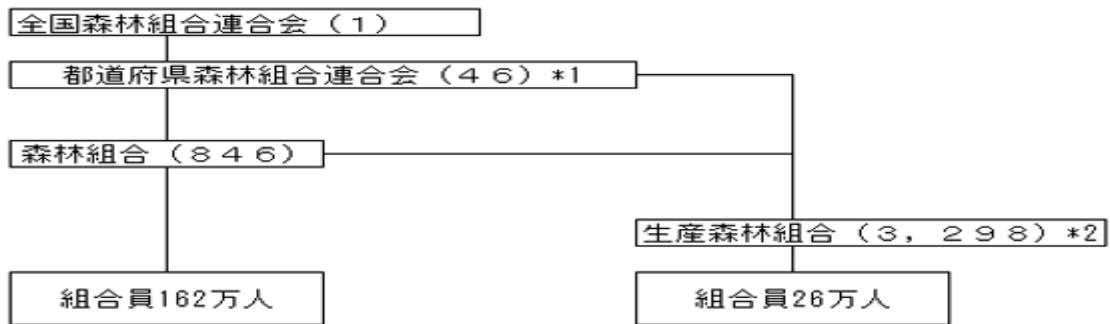 全国森林組合連合会（１）
都道府県森林組合連合会（４６）*1
森林組合（８４６）
生産森林組合（３，２９８）*2
組合員162万人
組合員26万人